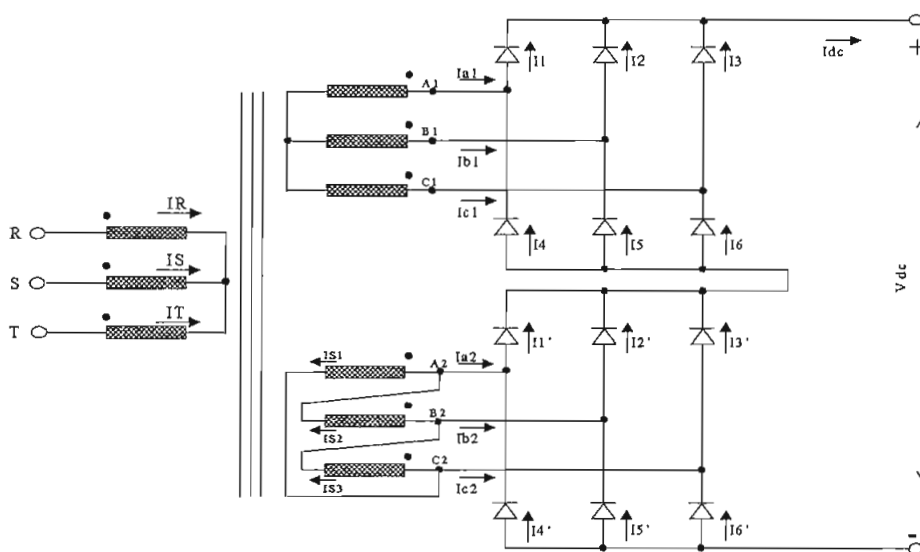 I1 I2 I3 Idc +
Ia1
A1
B1
Ib1
C1
Ic1
IR
R
I4 I5 I6
IS
S
Vdc
IT
T
I1' I2' I3'
IS1 A2 Ia2
B2
IS2 Ib2
C2
IS3 Ic2
I4' I5' I6'
-